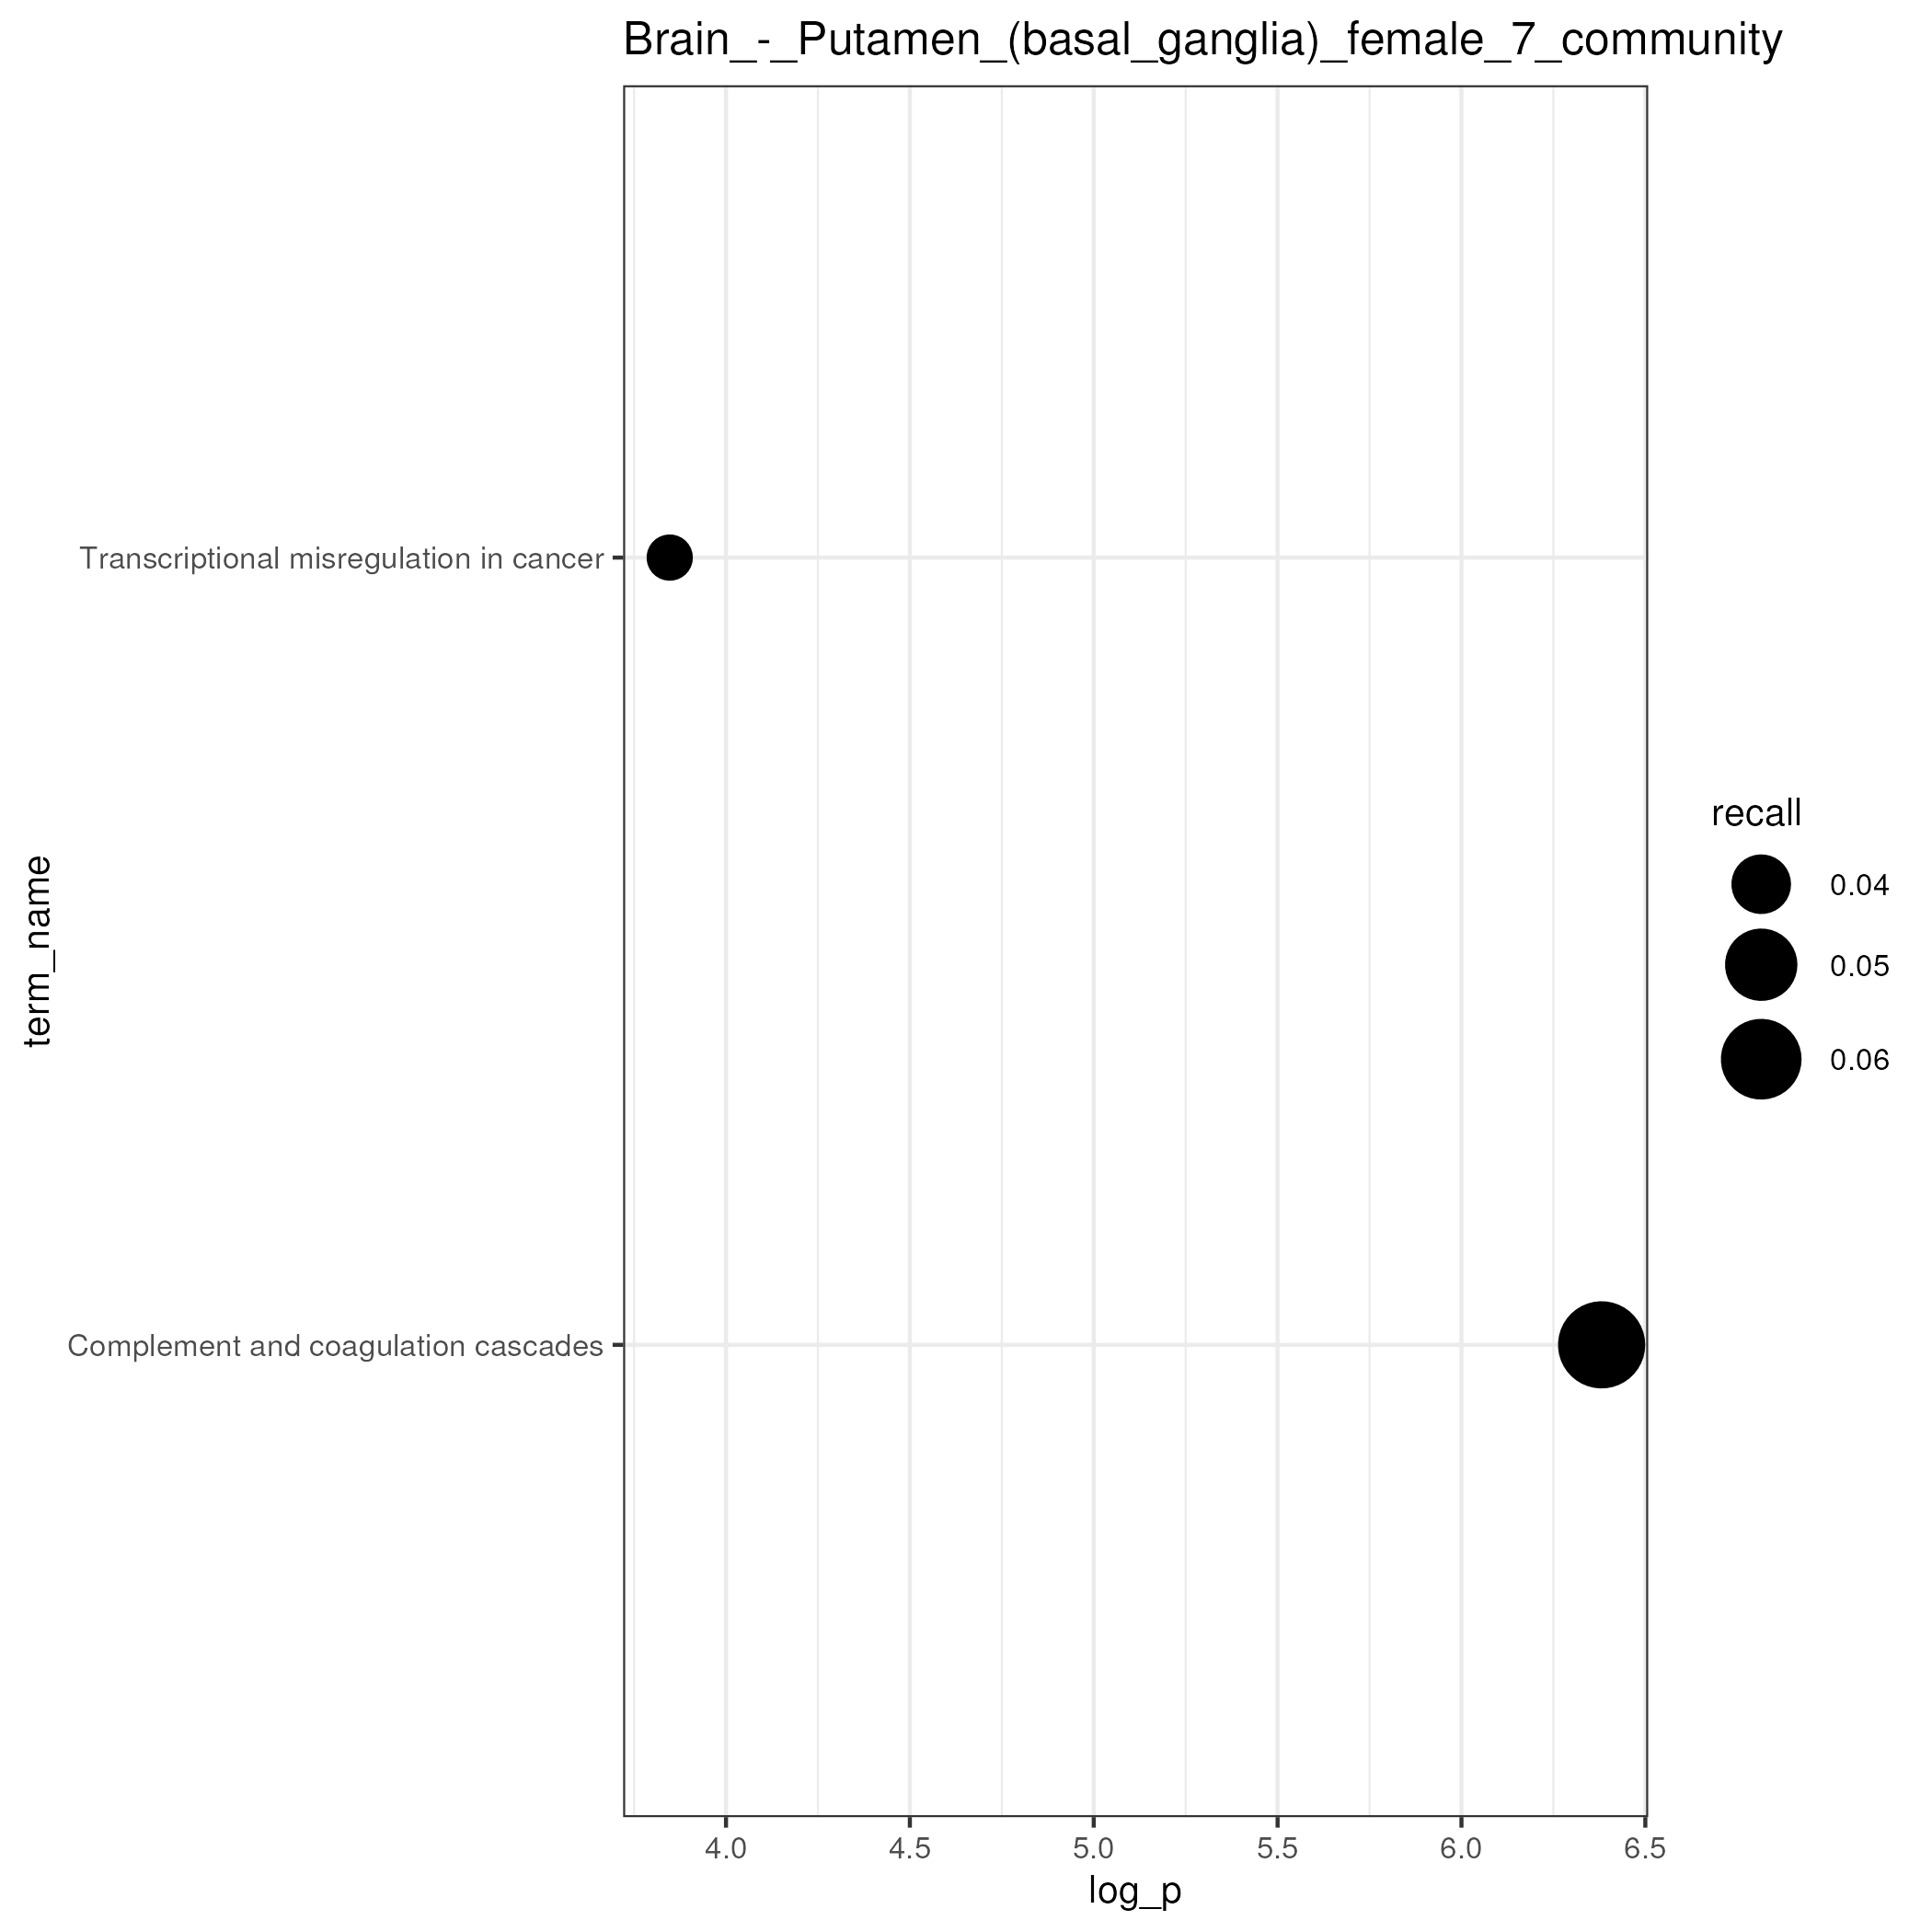 Brain_-_Putamen_(basal_ganglia)_female_7_community
term_name
Transcriptional misregulation in cancer
Complement and coagulation cascades
recall
0.04
0.05
0.06
4.0 4.5 5.0 5.5 6.0 6.5
log_p